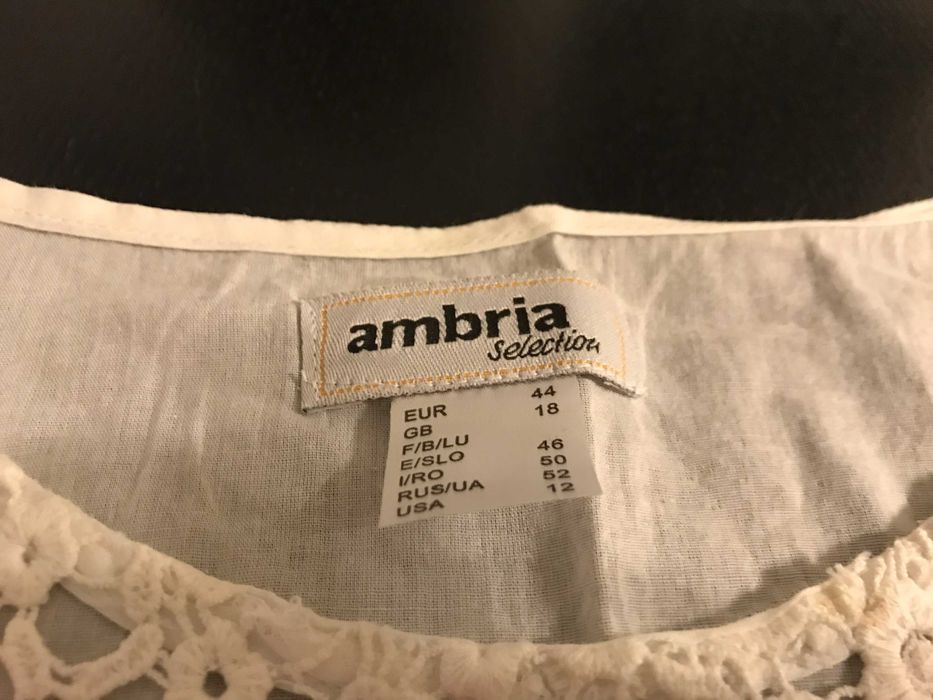 ambria
selection
EUR 44
GB 18
F/B/LU
E/SLO 46
I/RO 50
RUS/UA 52
USA 12